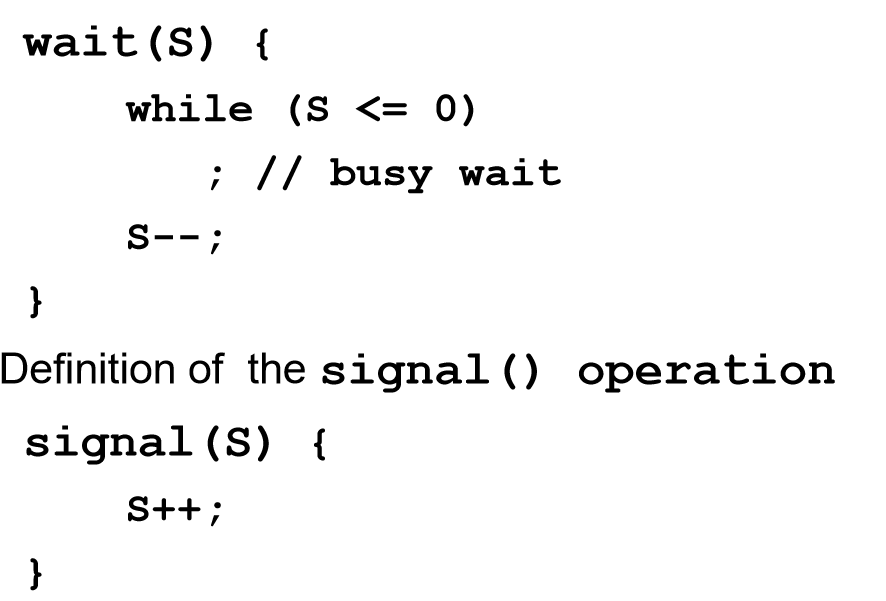 wait(S) {
while (S <= 0)
; // busy wait
S--;
}
Definition of the signal() operation
signal(S) {
S++;
}